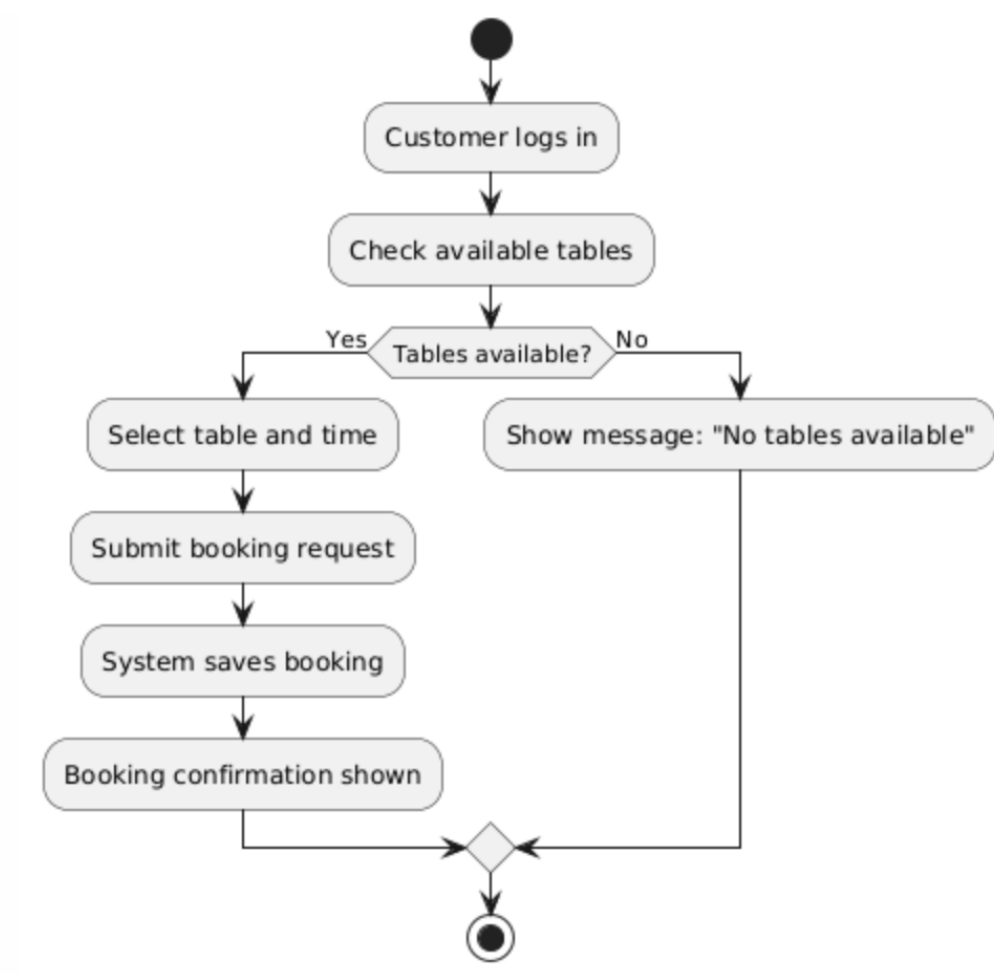 Customer logs in
Check available tables
Yes
Tables available?
No
Select table and time
Show message: "No tables available"
Submit booking request
System saves booking
Booking confirmation shown